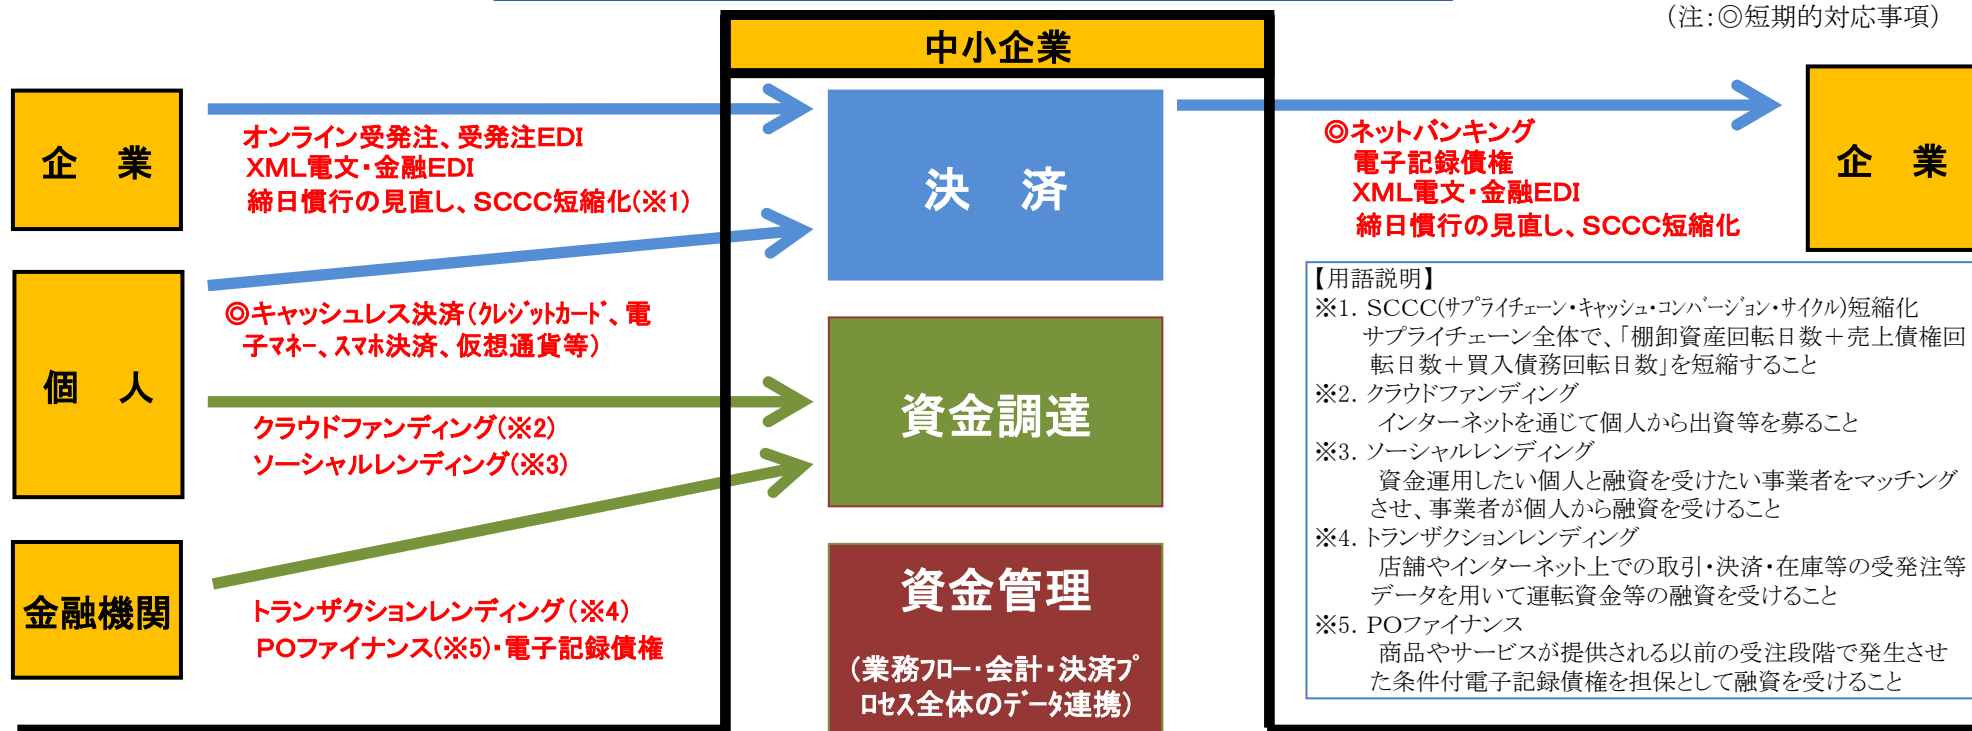 (注:◎短期的対応事項)
中小企業
企 業
オンライン受発注、受発注EDI
XML電文・金融EDI
締日慣行の見直し、SCCC短縮化(※1)
決 済
◎ネットバンキング
電子記録債権
XML電文・金融EDI
締日慣行の見直し、SCCC短縮化
企 業
個 人
◎キャッシュレス決済(クレジットカード、電
子マネー、スマホ決済、仮想通貨等)
クラウドファンディング(※2)
ソーシャルレンディング(※3)
資金調達
金融機関
トランザクションレンディング(※4)
POファイナンス(※5)・電子記録債権
資金管理
(業務フロー・会計・決済プ
ロセス全体のデータ連携)
【用語説明】
※1. SCCC(サプライチェーン・キャッシュ・コンバージョン・サイクル)短縮化
サプライチェーン全体で、「棚卸資産回転日数+売上債権回
転日数+買入債務回転日数」を短縮すること
※2. クラウドファンディング
インターネットを通じて個人から出資等を募ること
※3. ソーシャルレンディング
資金運用したい個人と融資を受けたい事業者をマッチング
させ、事業者が個人から融資を受けること
※4. トランザクションレンディング
店舗やインターネット上での取引・決済・在庫等の受発注等
データを用いて運転資金等の融資を受けること
※5. POファイナンス
商品やサービスが提供される以前の受注段階で発生させ
た条件付電子記録債権を担保として融資を受けること